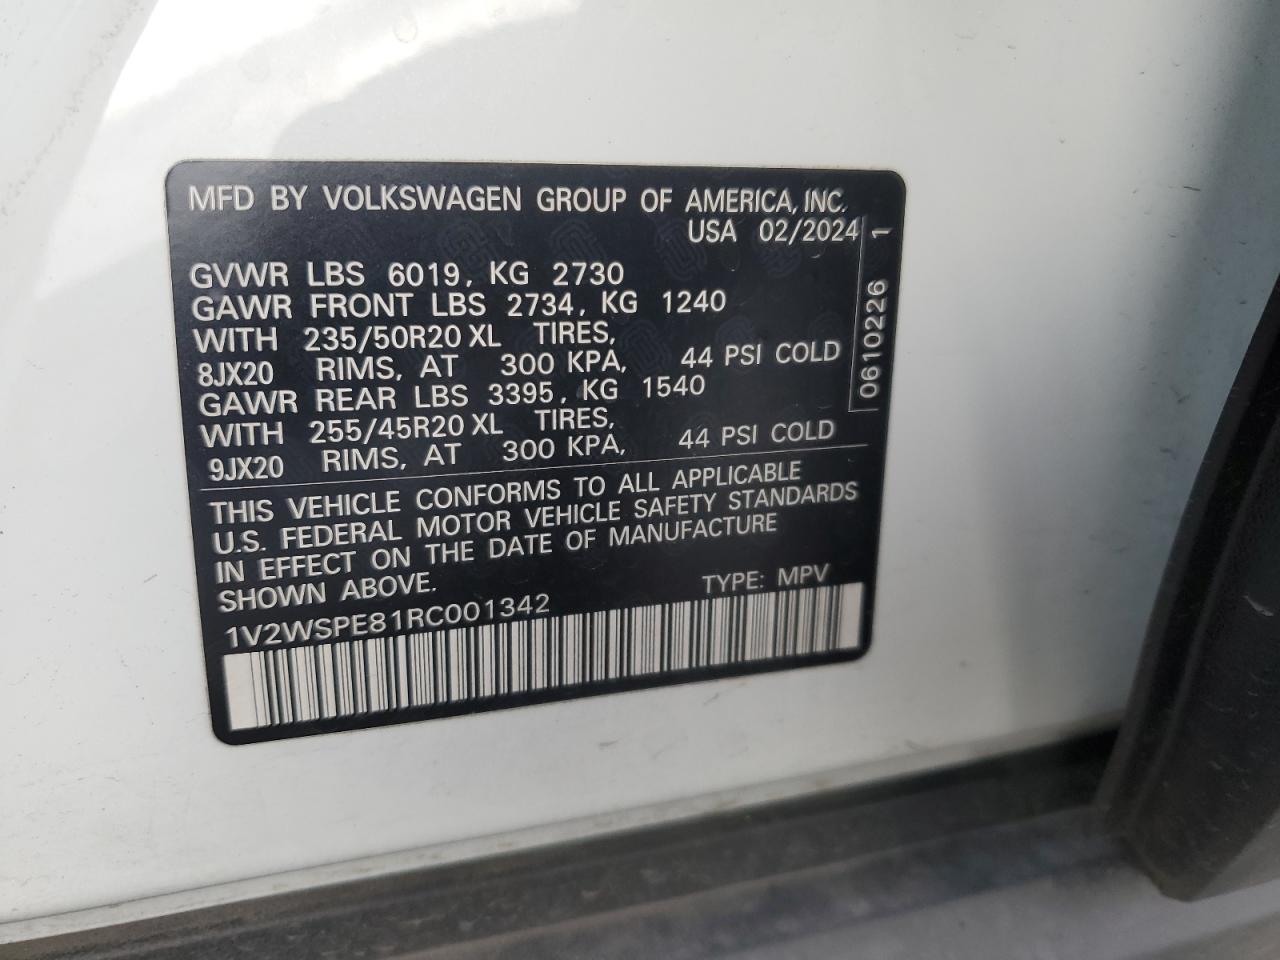 MFD BY VOLKSWAGEN GROUP OF AMERICA, INC.
USA 02/2024
GVWR LBS 6019, KG 2730
GAWR FRONT LBS 2734, KG 1240
WITH 235/50R20 XL TIRES,
8JX20 RIMS, AT 300 KPA, 44 PSI COLD
GAWR REAR LBS 3395, KG 1540
WITH 255/45R20 XL TIRES,
9JX20 RIMS, AT 300 KPA, 44 PSI COLD
0610226 1
THIS VEHICLE CONFORMS TO ALL APPLICABLE
U.S. FEDERAL MOTOR VEHICLE SAFETY STANDARDS
IN EFFECT ON THE DATE OF MANUFACTURE
SHOWN ABOVE. TYPE: MPV
1V2WSPE81RC001342